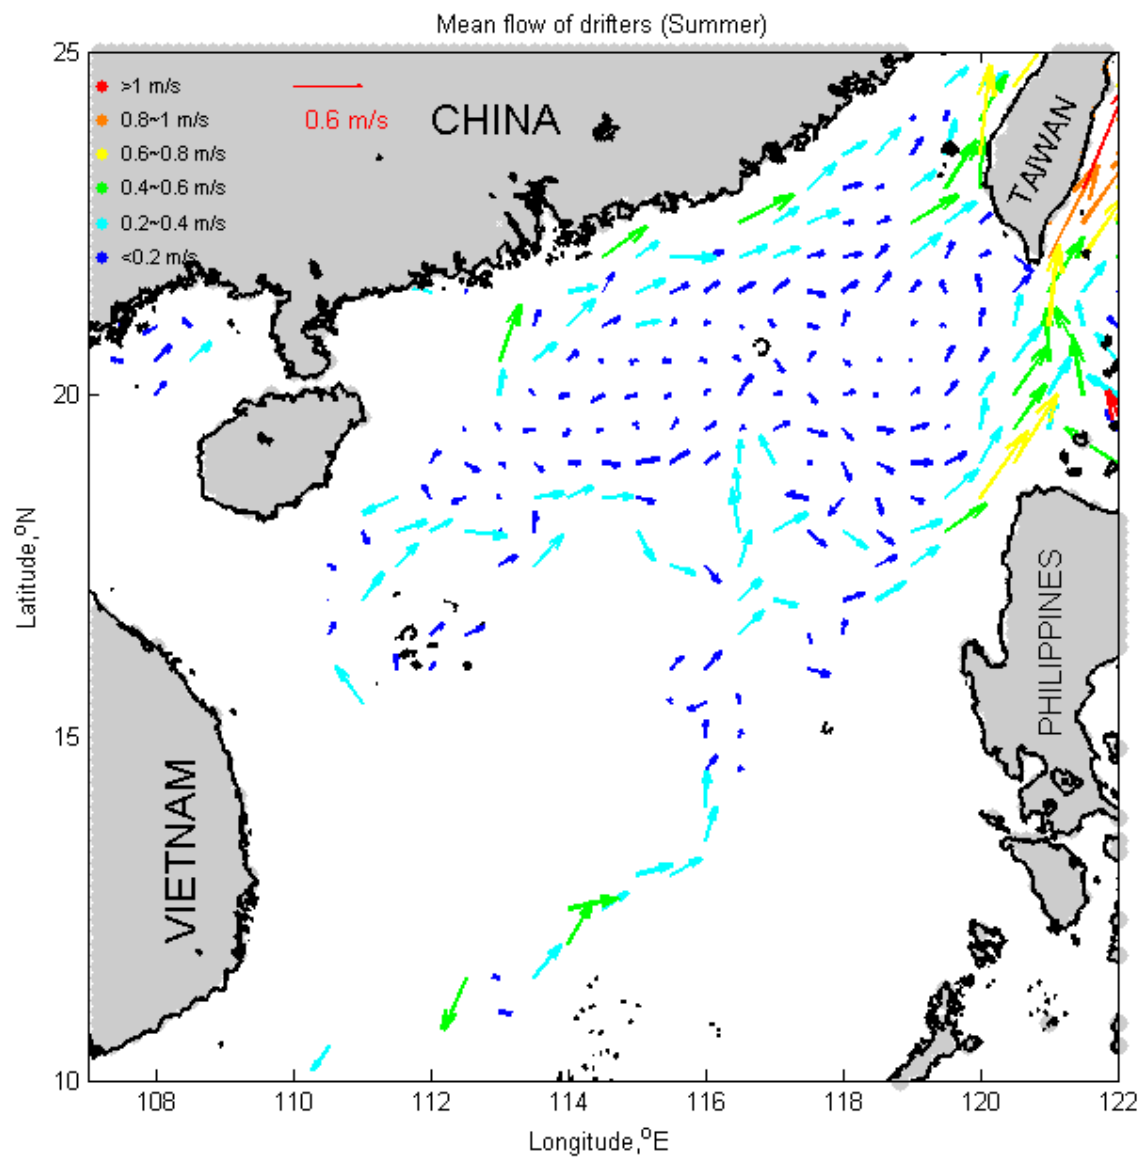 Mean flow of drifters (Summer)
>1 m/s
0.8~1 m/s
0.6~0.8 m/s
0.4~0.6 m/s
0.2~0.4 m/s
<0.2 m/s
0.6 m/s
CHINA
TAIWAN
VIETNAM
PHILIPPINES
25
20
15
10
Latitude,°N
108
110
112
114
116
118
120
122
Longitude,°E